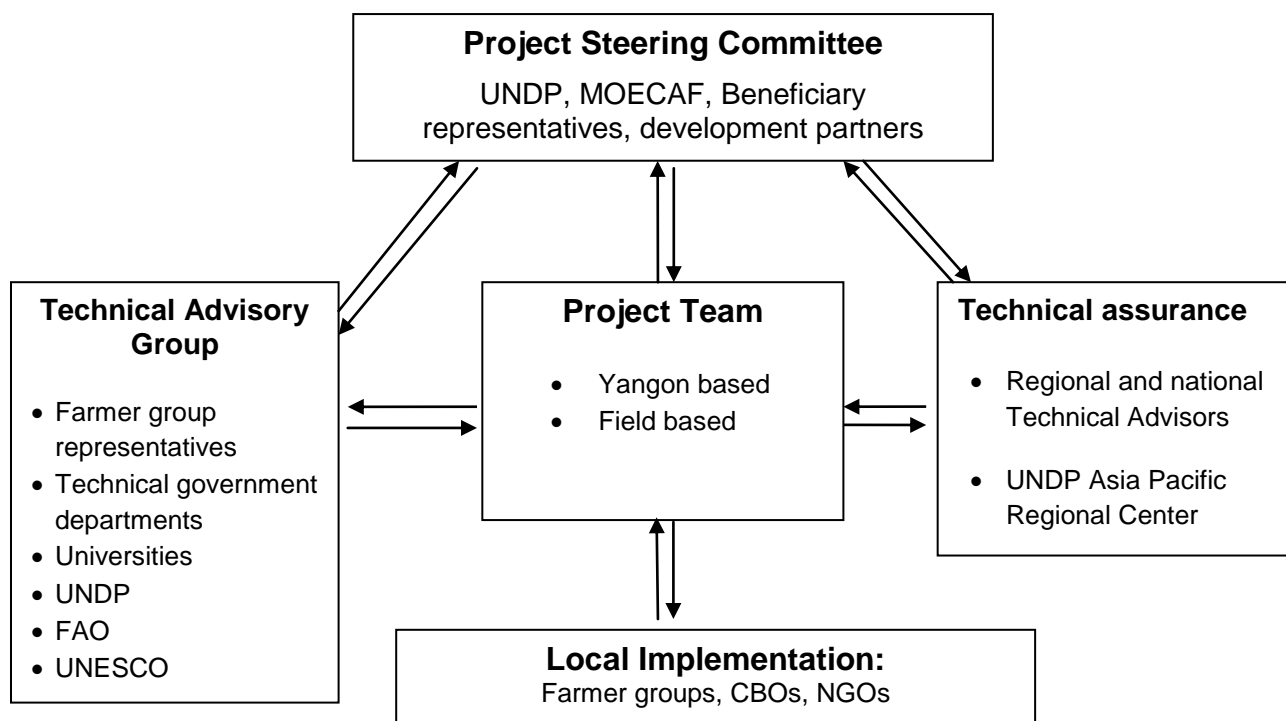 Project Steering Committee
UNDP, MOECAF, Beneficiary
representatives, development partners
Technical Advisory
Group
• Farmer group
representatives
• Technical government
departments
• Universities
• UNDP
• FAO
• UNESCO
Project Team
• Yangon based
• Field based
Technical assurance
• Regional and national
Technical Advisors
• UNDP Asia Pacific
Regional Center
Local Implementation:
Farmer groups, CBOs, NGOs